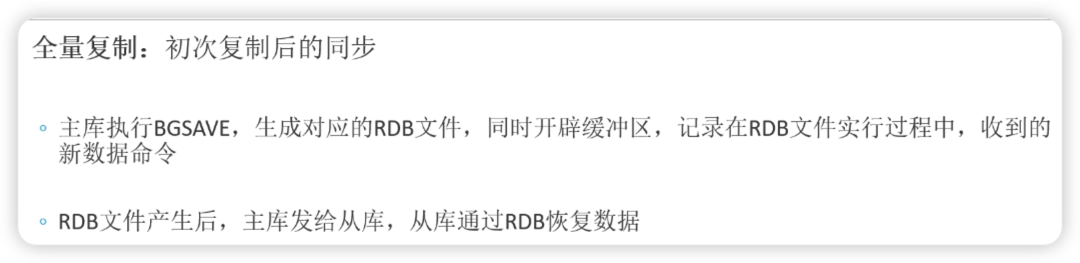 全量复制：初次复制后的同步
主库执行BGSAVE，生成对应的RDB文件，同时开辟缓冲区，记录在RDB文件实行过程中，收到的
新数据命令
RDB文件产生后，主库发给从库，从库通过RDB恢复数据